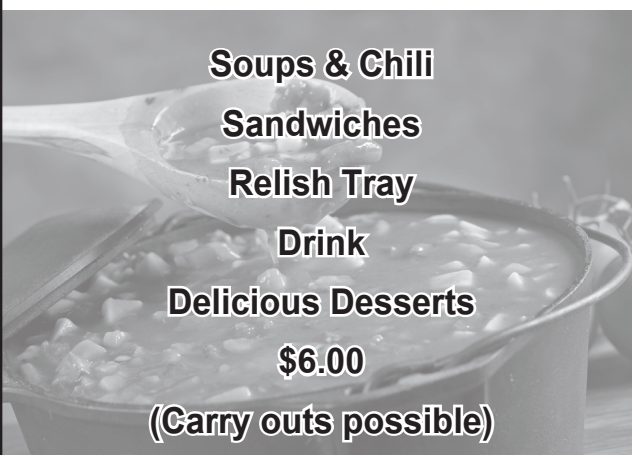 Soups & Chili
Sandwiches
Relish Tray
Drink
Delicious Desserts
$6.00
(Carry outs possible)